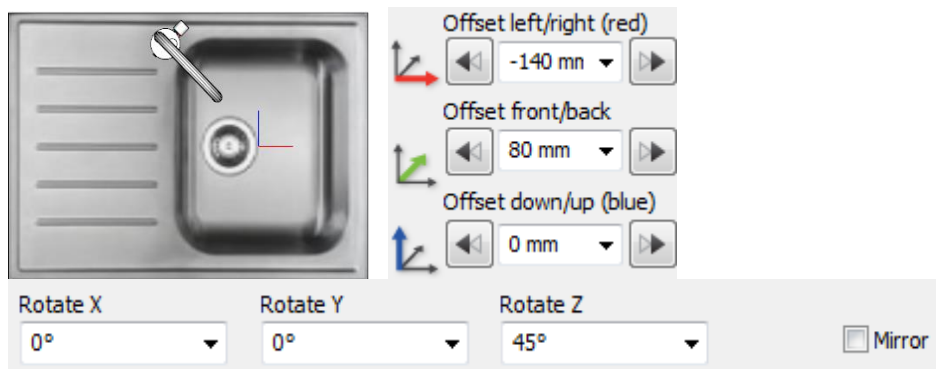 Offset left/right (red)
-140 mn
Offset front/back
80 mm
Offset down/up (blue)
0 mm
Rotate X
Rotate Y
Rotate Z
0°
0°
45°
Mirror